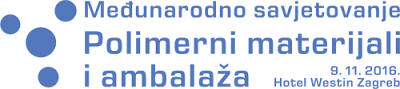 Međunarodno savjetovanje
Polimerni materijali
i ambalaža
9. 11. 2016.
Hotel Westin Zagreb